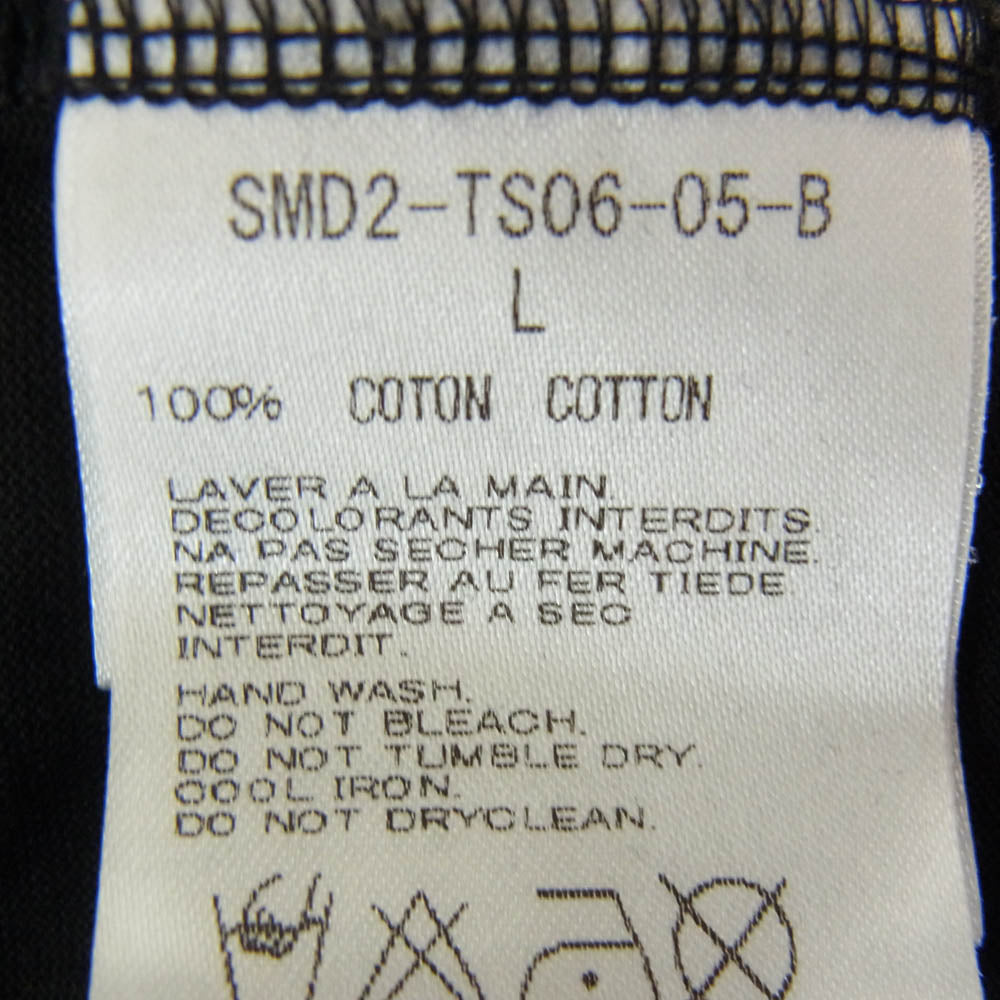 SMD2-TS06-05-B
L
100% COTON COTTON
LAVER A LA MAIN.
DECOLORANTS INTERDITS.
NA PAS SECHER MACHINE.
REPASSER AU FER TIEDE
NETTOYAGE A SEC
INTERDIT.
HAND WASH.
DO NOT BLEACH.
DO NOT TUMBLE DRY.
COOL IRON.
DO NOT DRYCLEAN.